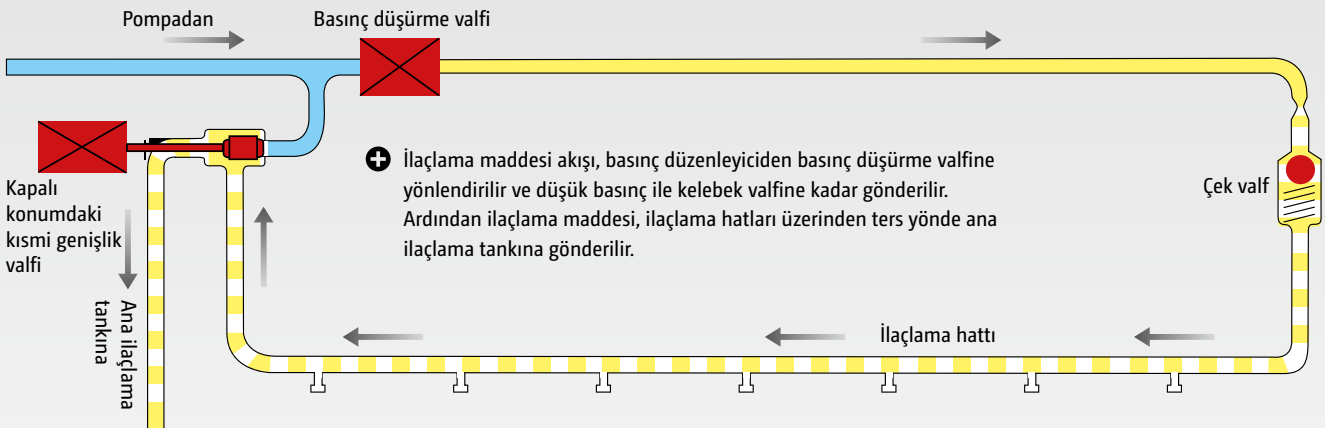 Pompadan
Basınç düşürme valfi
İlaçlama maddesi akışı, basınç düzenleyiciden basınç düşürme valfine
yönlendirilir ve düşük basınç ile kelebek valfine kadar gönderilir.
Ardından ilaçlama maddesi, ilaçlama hatları üzerinden ters yönde ana
ilaçlama tankına gönderilir.
Çek valf
Kapalı
konumdaki
kısmi genişlik
valfi
Ana ilaçlama
tankına
İlaçlama hattı